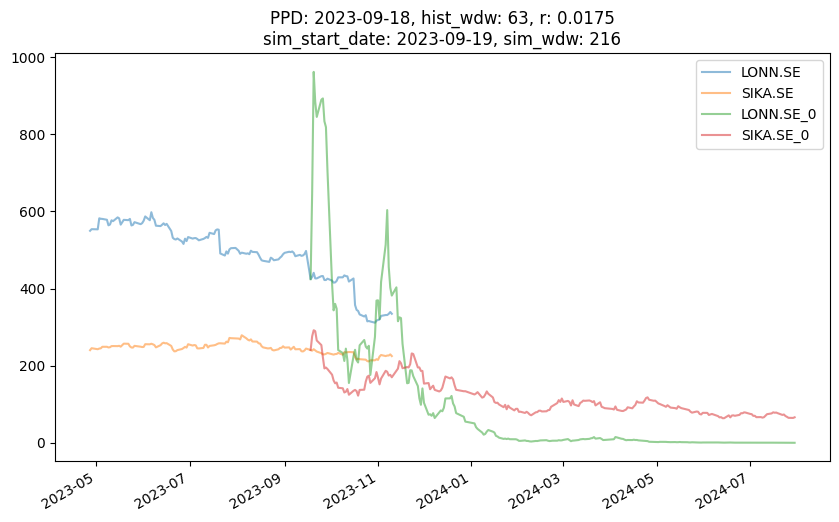 PPD: 2023-09-18, hist_wdw: 63, r: 0.0175
sim_start_date: 2023-09-19, sim_wdw: 216
1000
800
600
400
200
0
LONN.SE
SIKA.SE
LONN.SE_0
SIKA.SE_0
2023-05
2023-07
2023-09
2023-11
2024-01
2024-03
2024-05
2024-07